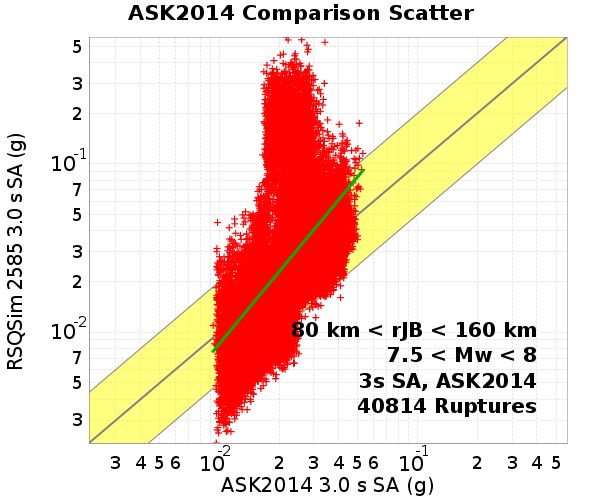 ASK2014 Comparison Scatter
RSQSim 2585 3.0 s SA (g)
5
3
2
10-1
7
5
3
2
10-2
7
5
3
80 km < rJB < 160 km
7.5 < Mw < 8
3s SA, ASK2014
40814 Ruptures
3 4 5 6 10-2 2 3 4 5 6 10-1 2 3 4 5
ASK2014 3.0 s SA (g)